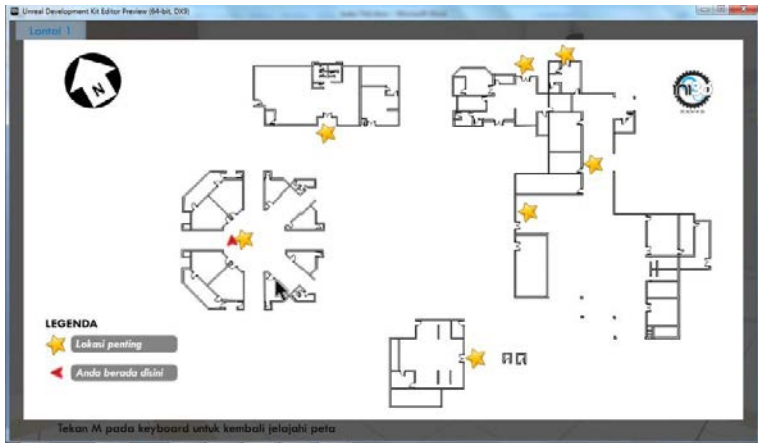 Unreal Development Kit Editor Preview (64-bit, DX9)
Lantai 1
N
LEGENDA
Lokasi penting
Anda berada disini
Tekan M pada keyboard untuk kembali jelajahi peta